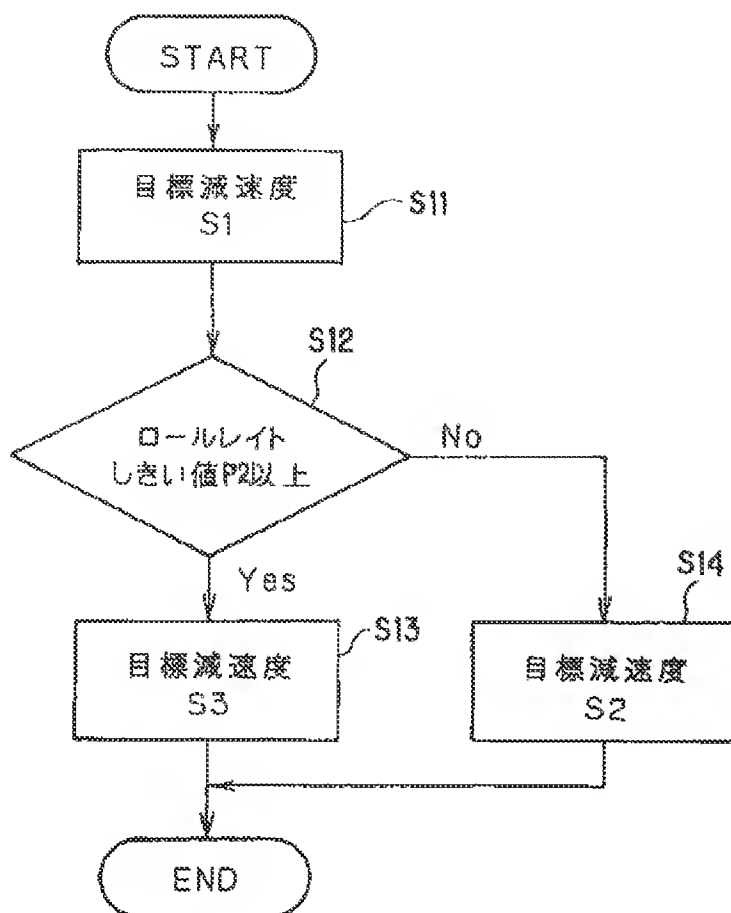 START
目標減速度
S1
S11
S12
ロールレイト
しきい値P2以上
No
Yes
S14
S13
目標減速度
S3
目標減速度
S2
END